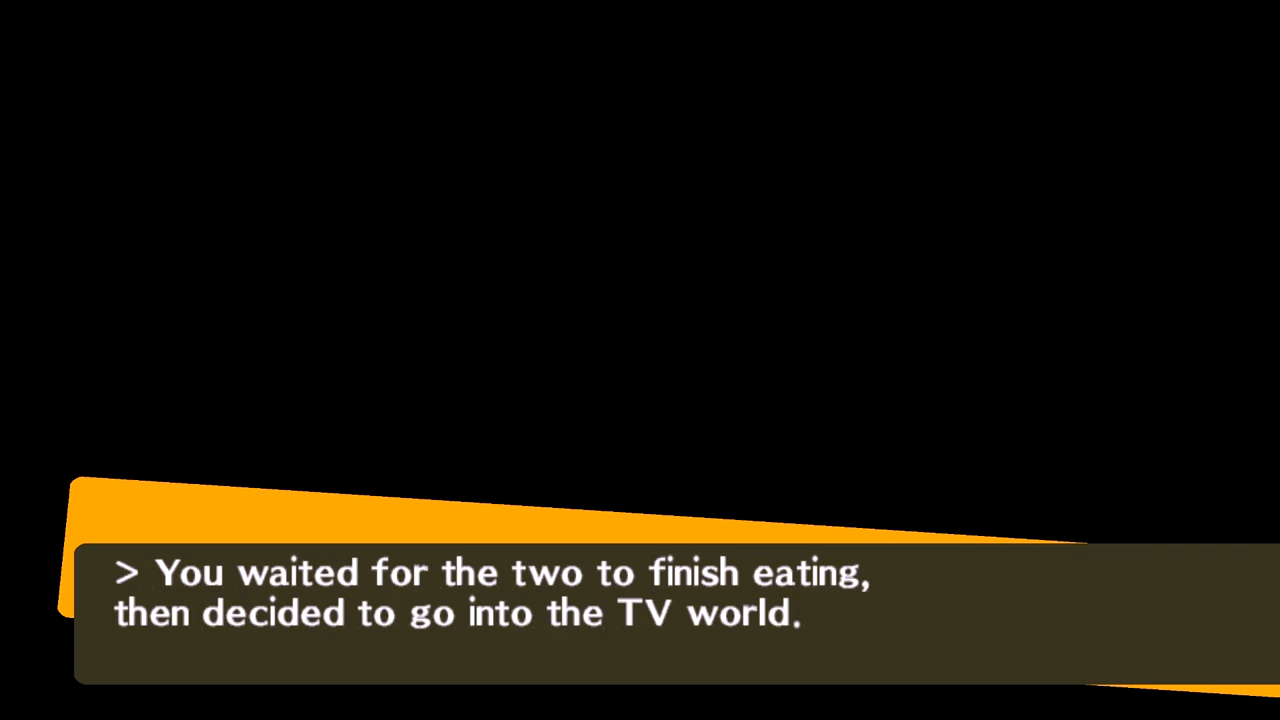 > You waited for the two to finish eating,
then decided to go into the TV world.